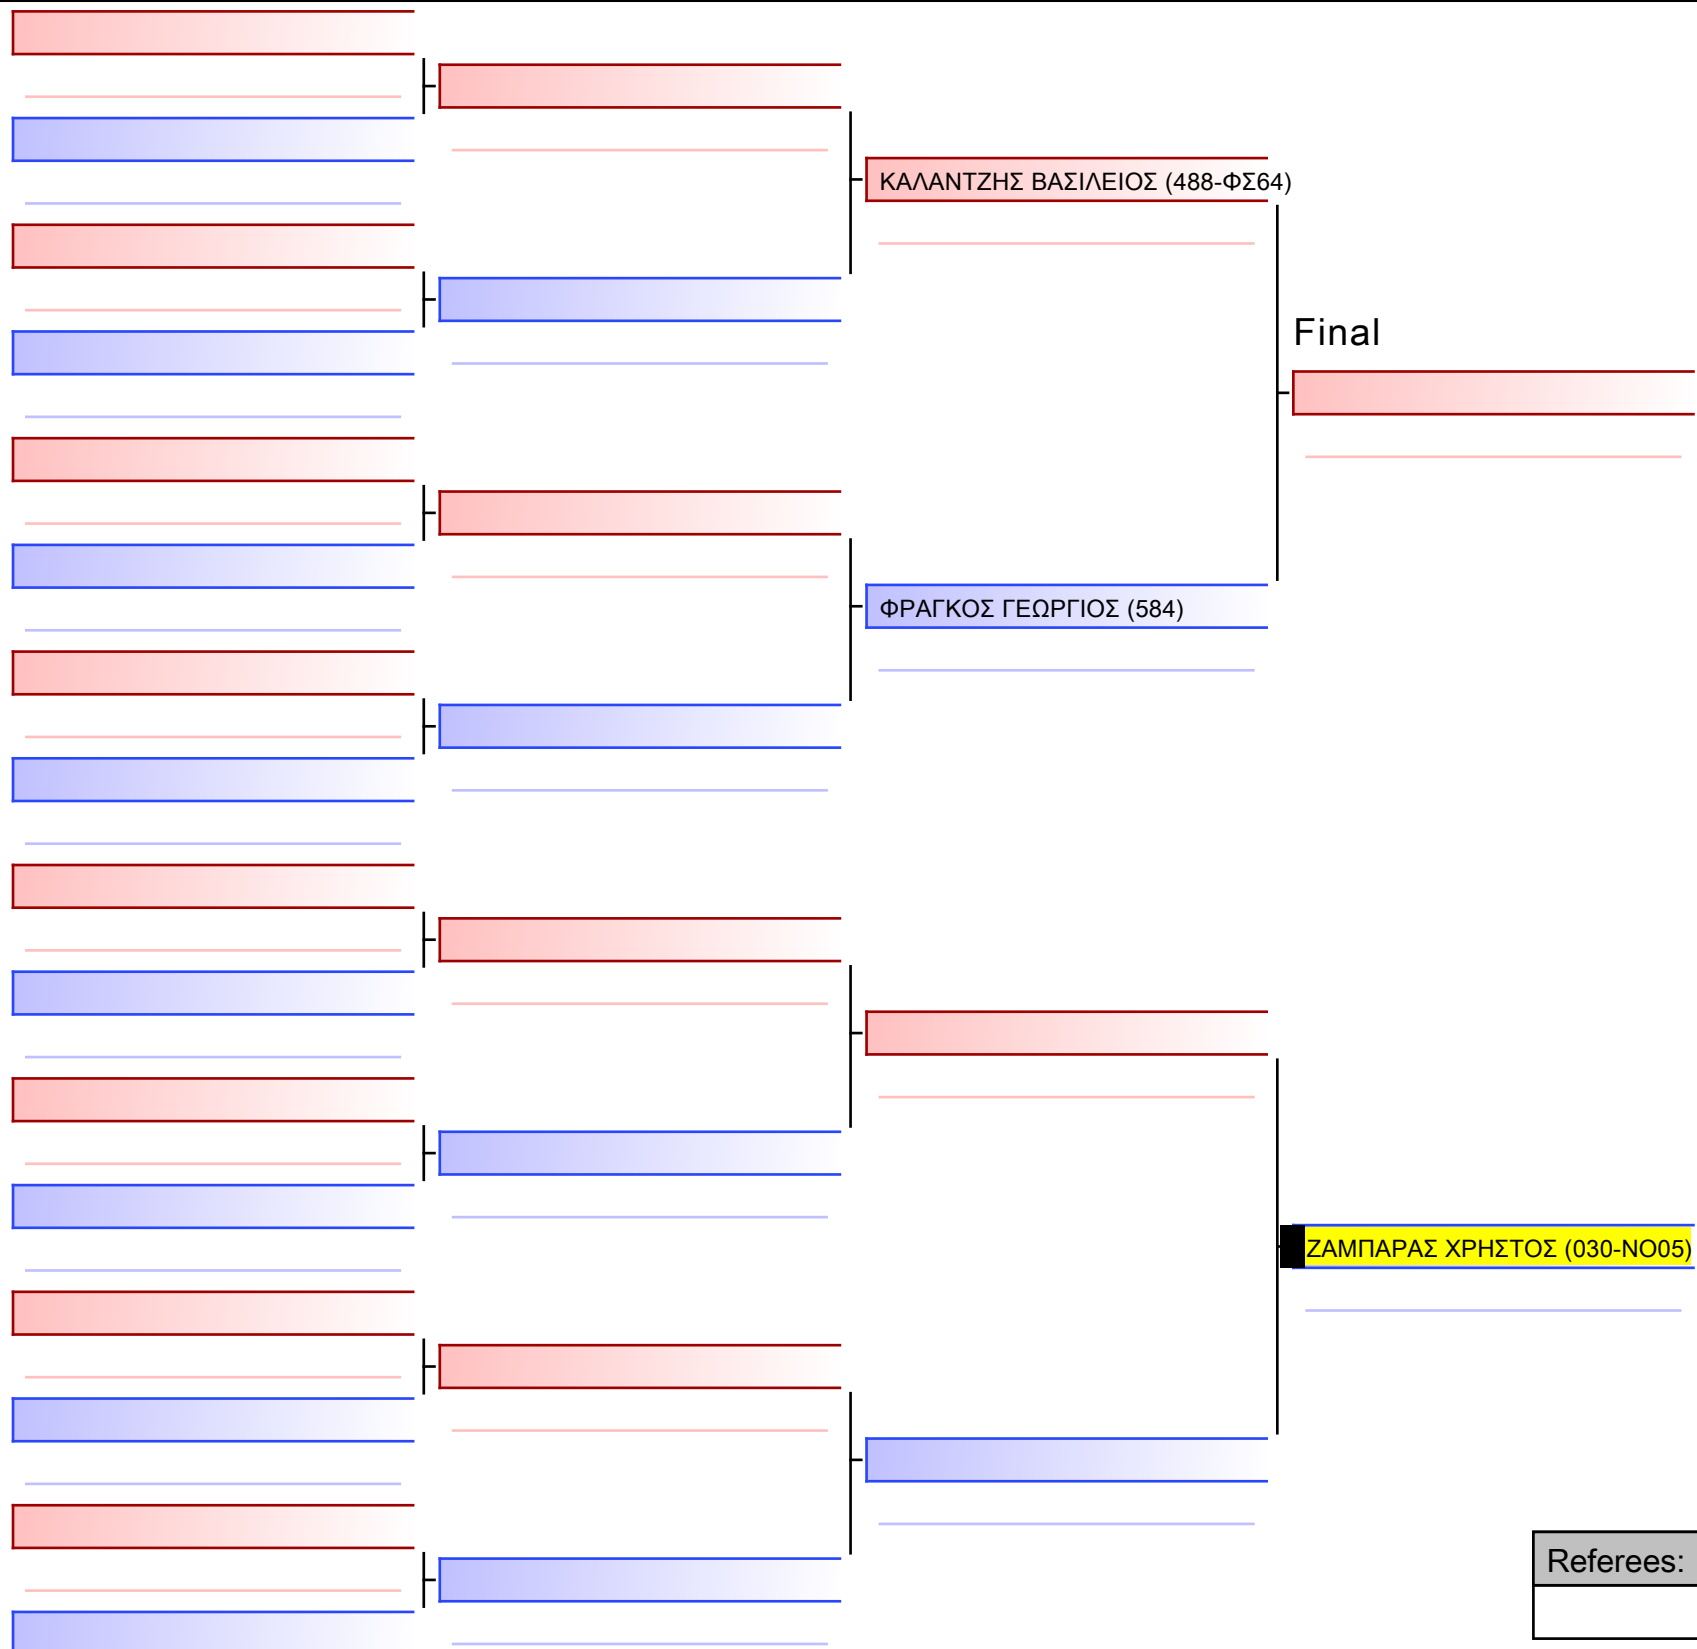 ΚΑΛΑΝΤΖΗΣ ΒΑΣΙΛΕΙΟΣ (488-ΦΣ64)
Final
ΦΡΑΓΚΟΣ ΓΕΩΡΓΙΟΣ (584)
ΖΑΜΠΑΡΑΣ ΧΡΗΣΤΟΣ (030-ΝΟ05)
Referees: